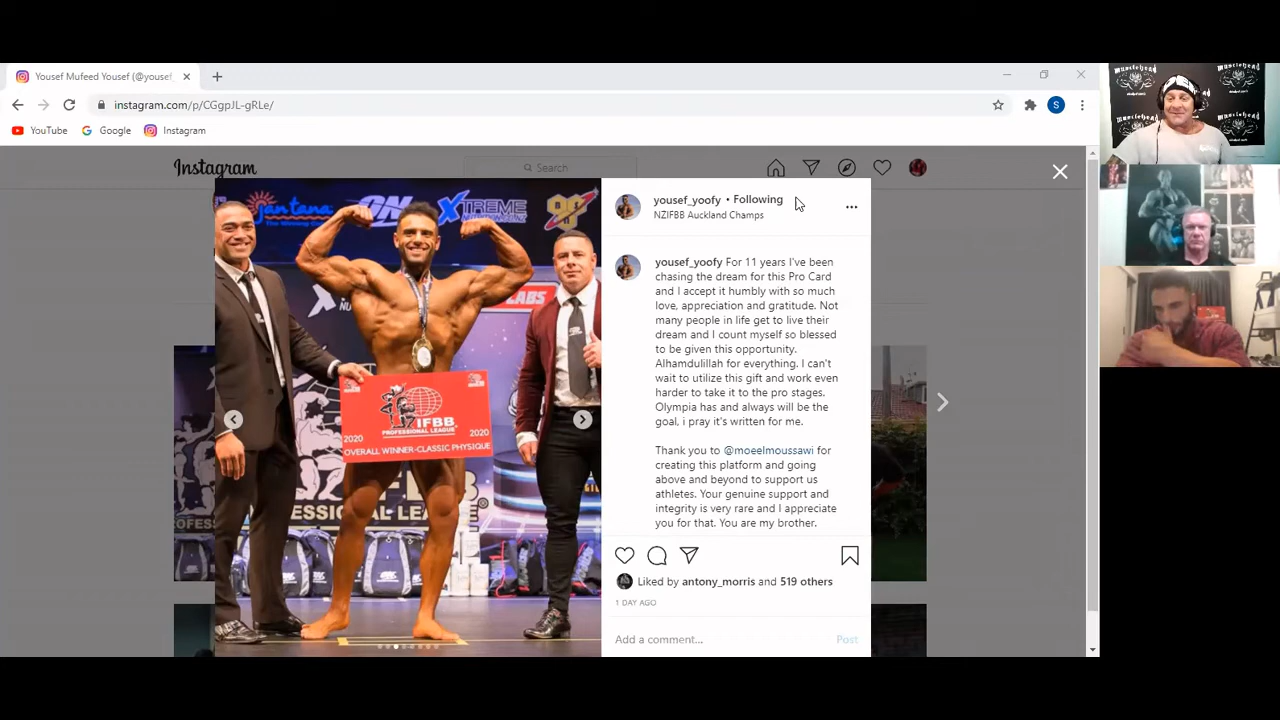 Yousef Mufeed Yousef (@yousef_
instagram.com/p/CGgpJL-gRLe/
S
YouTube
Google
Instagram
Instagram
Search
yousef_yoofy • Following
NZIFBB Auckland Champs
yousef_yoofy For 11 years I've been
chasing the dream for this Pro Card
and I accept it humbly with so much
love, appreciation and gratitude. Not
many people in life get to live their
dream and I count myself so blessed
to be given this opportunity.
Alhamdulillah for everything. I can't
wait to utilize this gift and work even
harder to take it to the pro stages.
Olympia has and always will be the
goal, i pray it's written for me.
Thank you to @moeelmoussawi for
creating this platform and going
above and beyond to support us
athletes. Your genuine support and
integrity is very rare and I appreciate
you for that. You are my brother.
Liked by antony_morris and 519 others
1 DAY AGO
Add a comment...
Post
Jantana
ON
XTREME
LABS
IFBB
PROFESSIONAL LEAGUE
2020
2020
OVERALL WINNER-CLASSIC PHYSIQUE
musclehead
musclehead